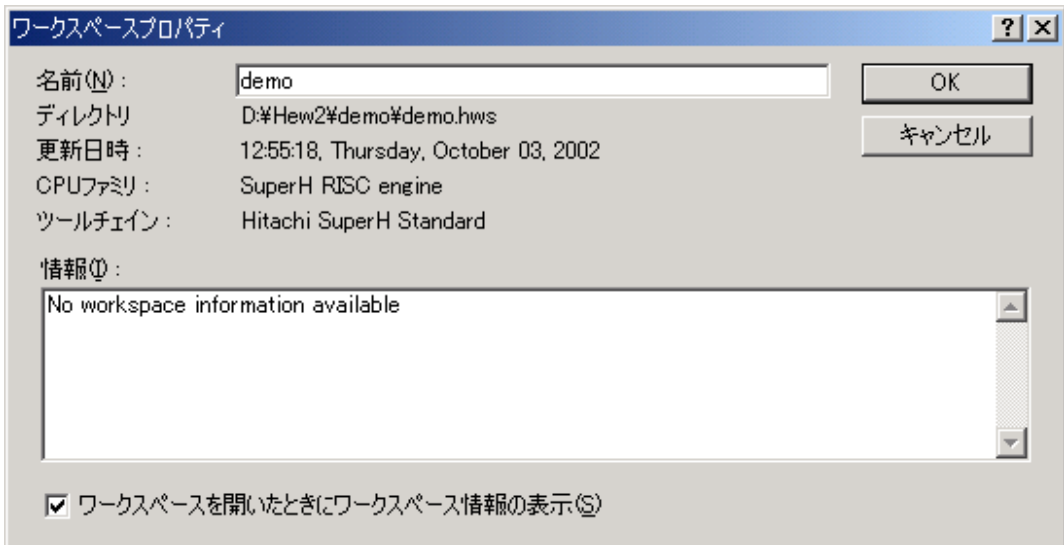 ワークスペースプロパティ
名前(N) : demo OK
ディレクトリ D:¥Hew2¥demo¥demo.hws
キャンセル
更新日時 : 12:55:18, Thursday, October 03, 2002
CPUファミリ : SuperH RISC engine
ツールチェイン : Hitachi SuperH Standard
情報(I) :
No workspace information available
ワークスペースを開いたときにワークスペース情報の表示(S)